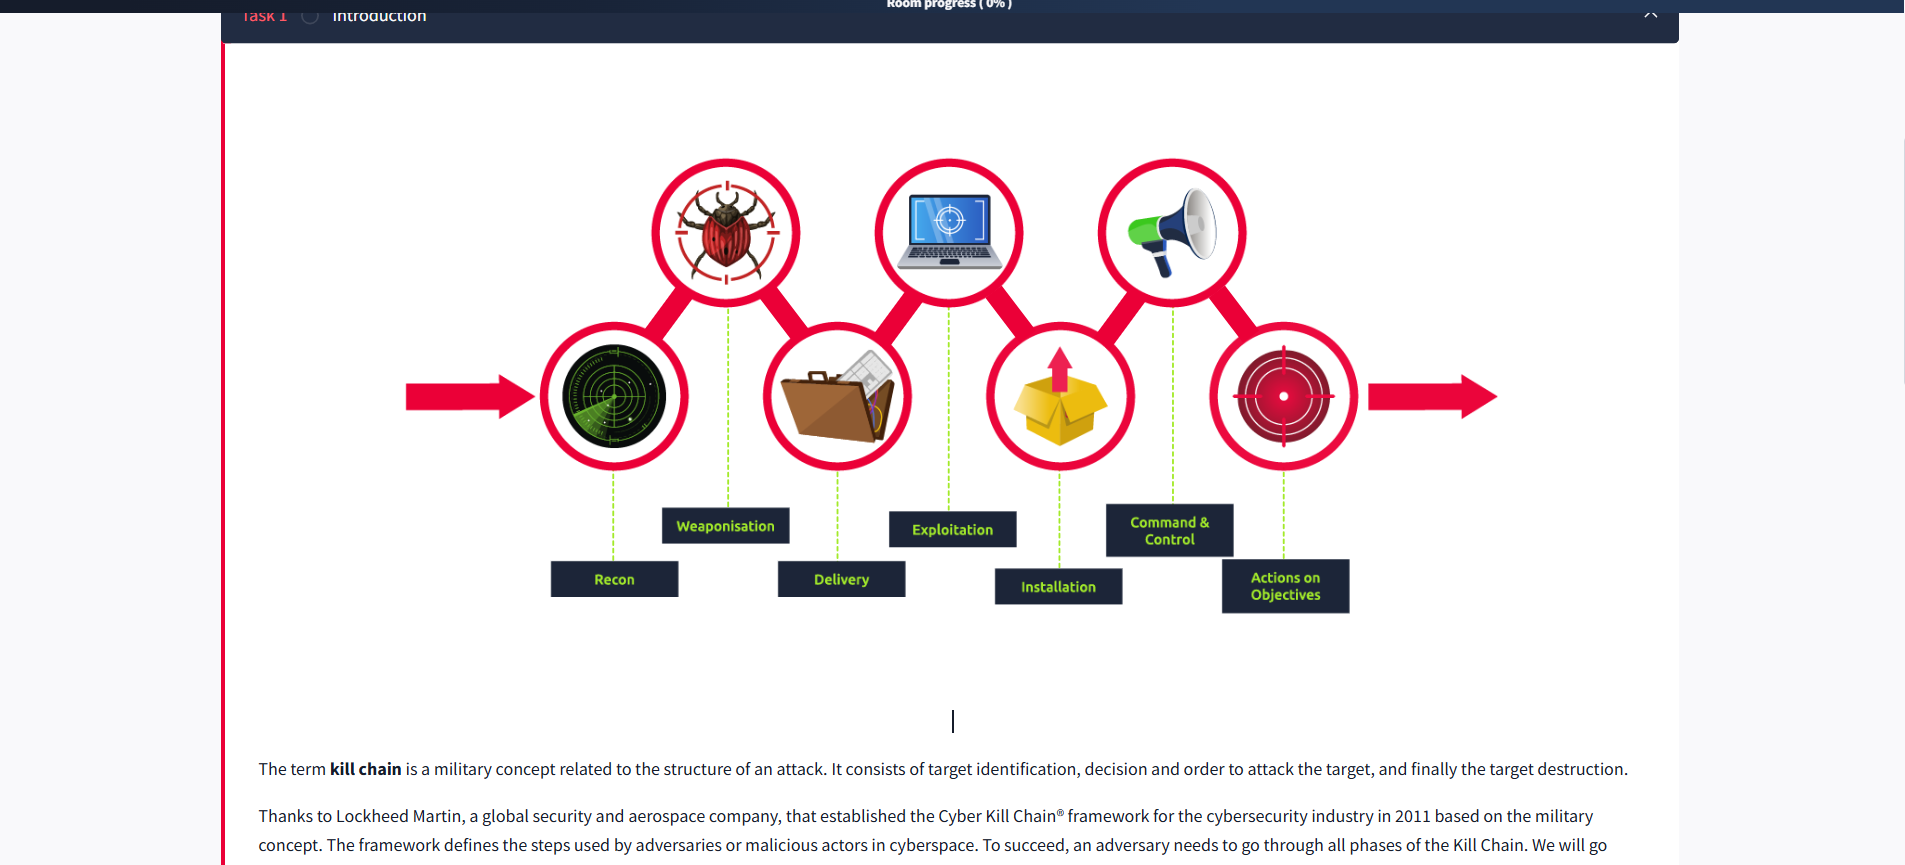 Room progress ( 0% )
Task 1 Introduction
Weaponisation
Exploitation
Command &
Control
Recon
Delivery
Installation
Actions on
Objectives
The term kill chain is a military concept related to the structure of an attack. It consists of target identification, decision and order to attack the target, and finally the target destruction.
Thanks to Lockheed Martin, a global security and aerospace company, that established the Cyber Kill Chain® framework for the cybersecurity industry in 2011 based on the military
concept. The framework defines the steps used by adversaries or malicious actors in cyberspace. To succeed, an adversary needs to go through all phases of the Kill Chain. We will go